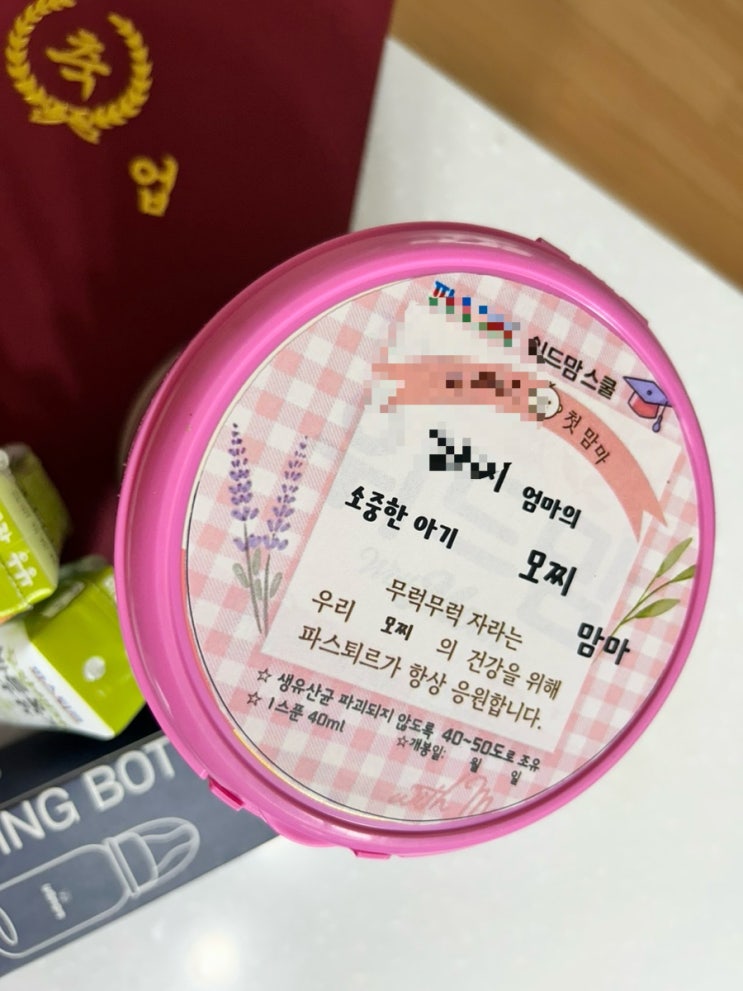 축
쉴드맘 스쿨
첫 맘마
엄마의
소중한 아기 모찌 맘마
무럭무럭 자라는
우리 모찌 의 건강을 위해
파스퇴르가 항상 응원합니다.
☆ 생유산균 파괴되지 않도록 40~50도로 조유
☆ 1스푼 40ml ☆개봉일: 월 일
with M
ING BOT